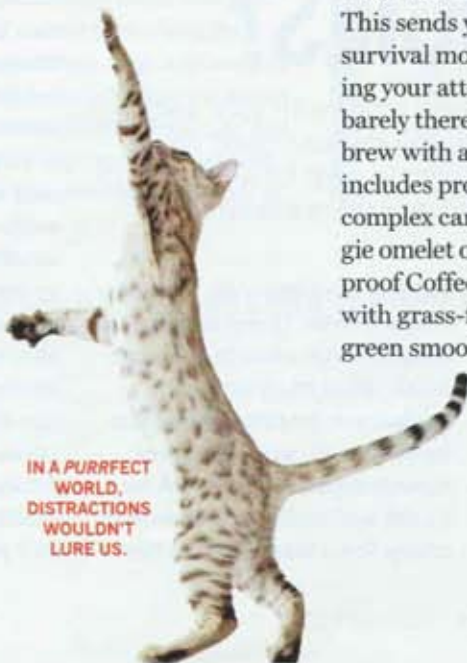 This sends y
survival mo
ing your att
barely there
brew with a
includes pre
complex car
gie omelet o
proof Coffee
with grass-f
green smoo
IN A PURRFECT
WORLD,
DISTRACTIONS
WOULDN'T
LURE US.